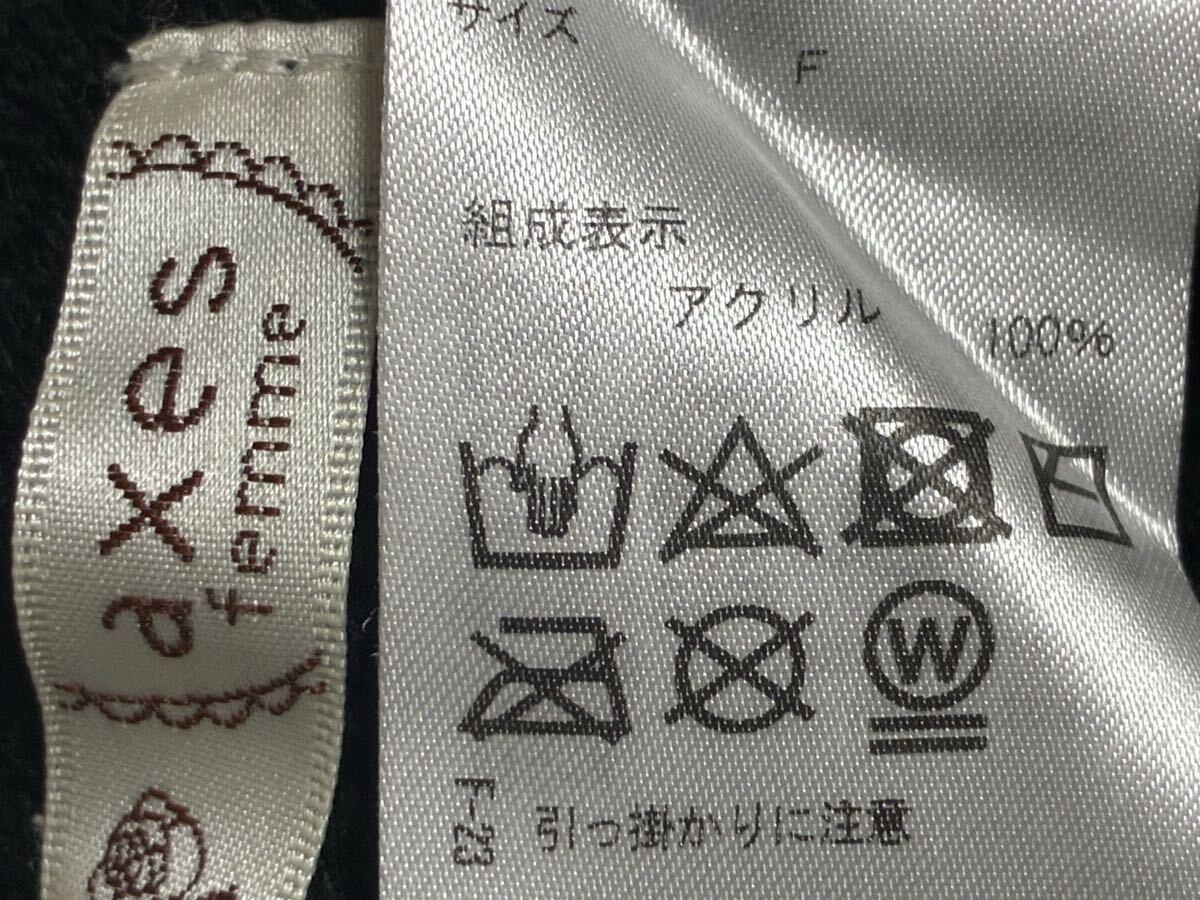 axes
femme
サイズ
F
組成表示
アクリル 100%
W
F-23
引っ掛かりに注意